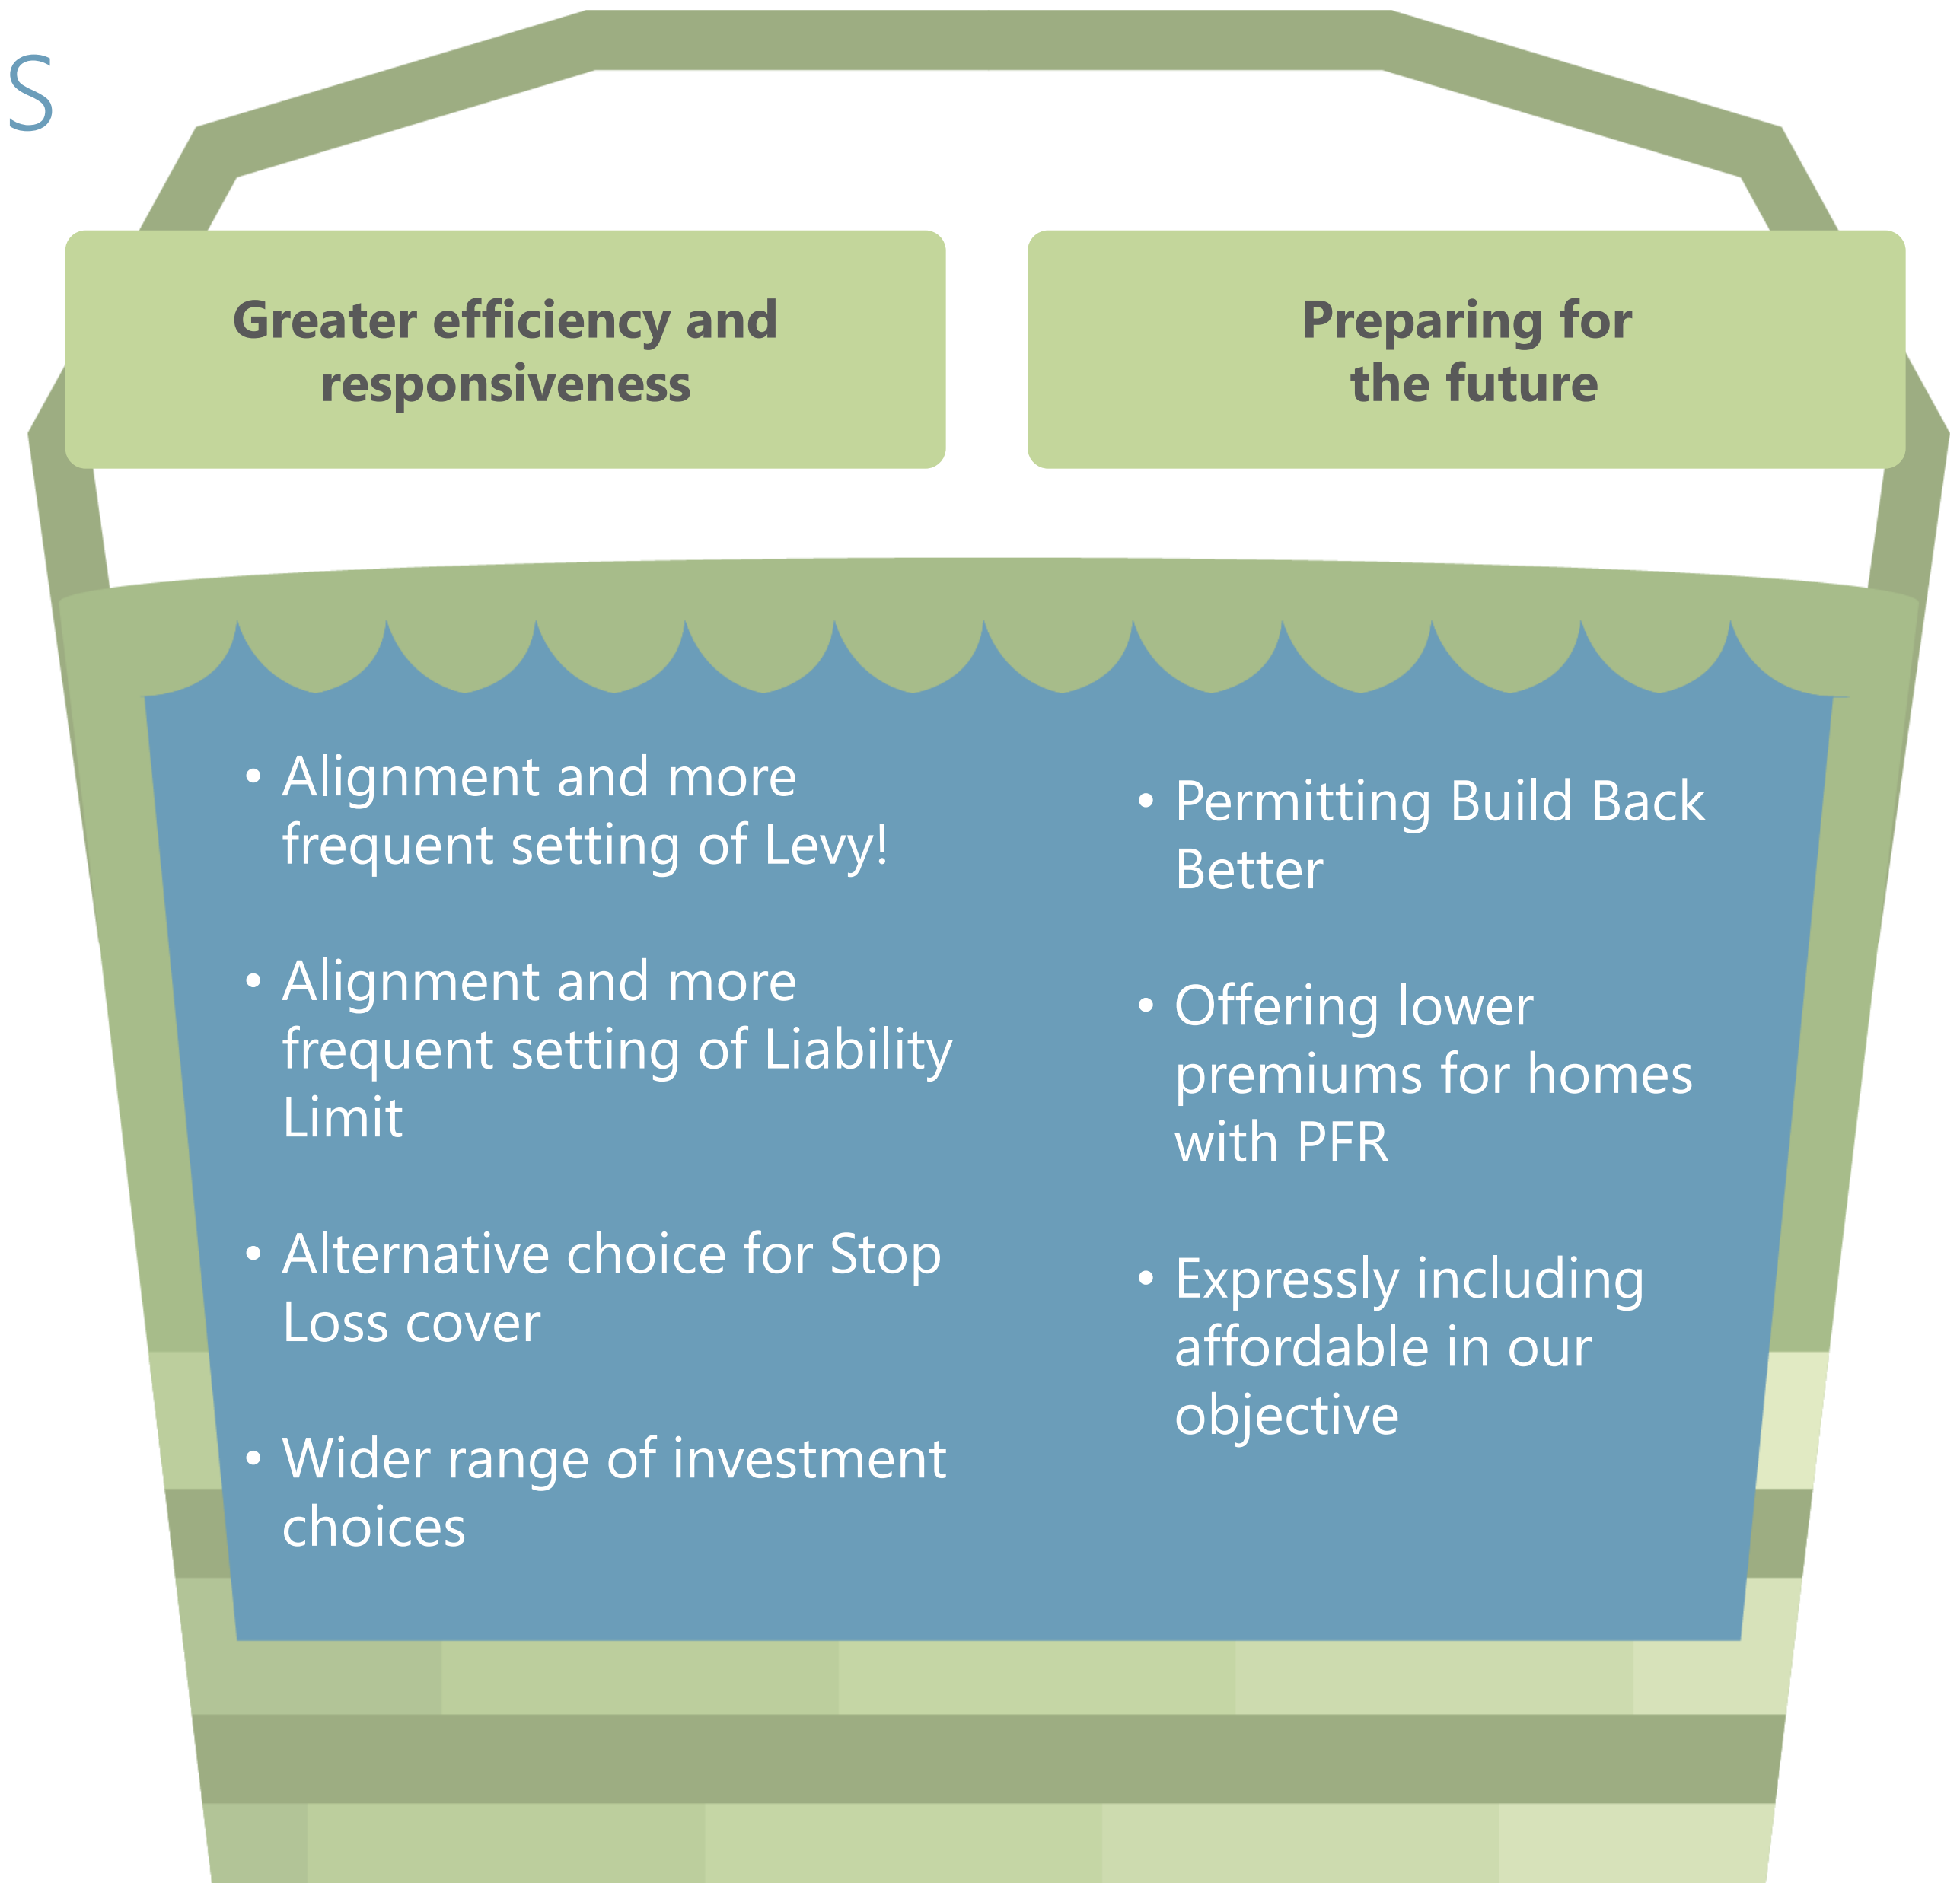 S
Greater efficiency and
responsiveness
Preparing for
the future
• Alignment and more
frequent setting of Levy!
• Alignment and more
frequent setting of Liability
Limit
• Alternative choice for Stop
Loss cover
• Wider range of investment
choices
• Permitting Build Back
Better
• Offering lower
premiums for homes
with PFR
• Expressly including
affordable in our
objective